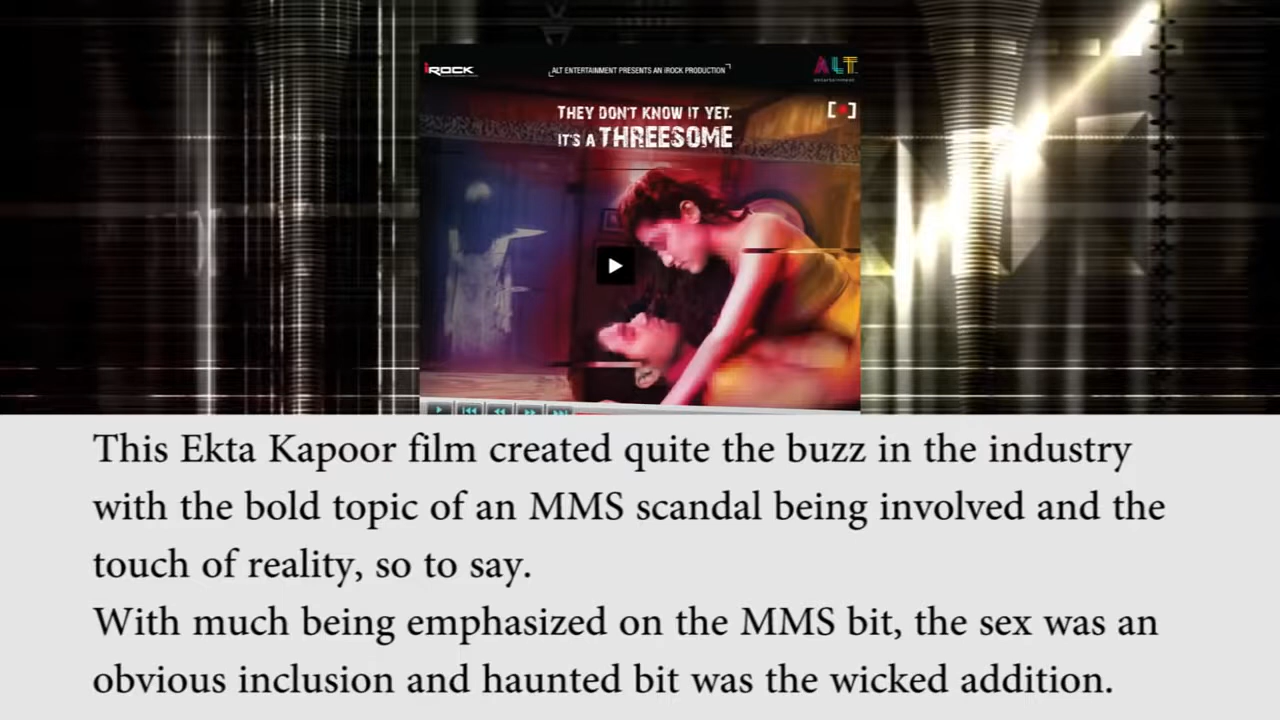 iROCK
ALT ENTERTAINMENT PRESENTS AN iROCK PRODUCTION
ALT
THEY DON'T KNOW IT YET.
IT'S A THREESOME
This Ekta Kapoor film created quite the buzz in the industry
with the bold topic of an MMS scandal being involved and the
touch of reality, so to say.
With much being emphasized on the MMS bit, the sex was an
obvious inclusion and haunted bit was the wicked addition.